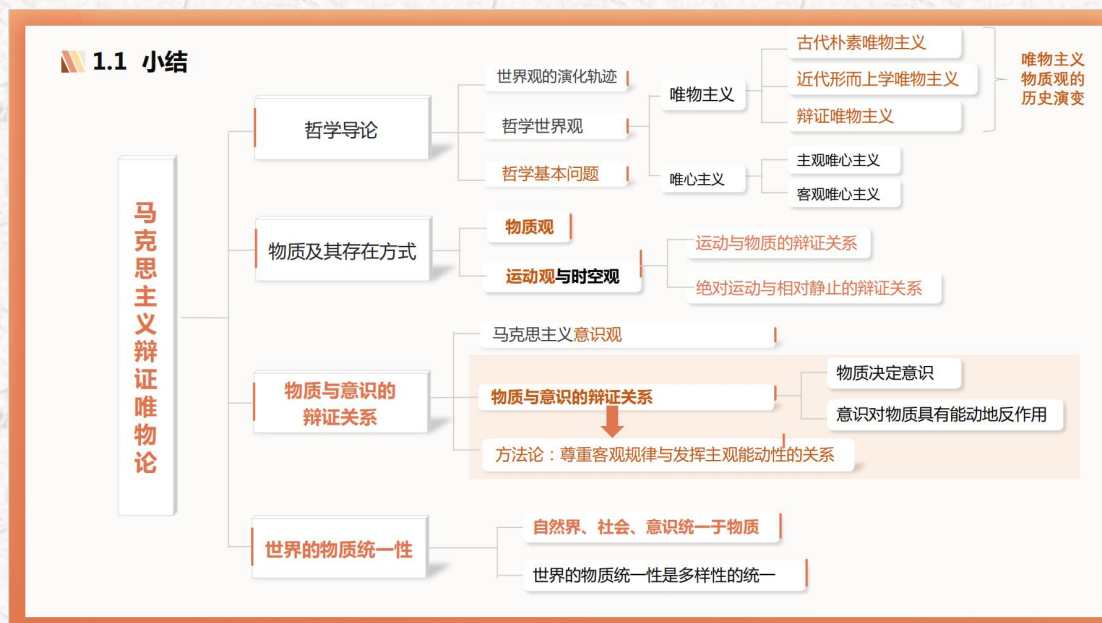 1.1 小结
马克思主义辩证唯物论
哲学导论
世界观的演化轨迹
哲学世界观
唯物主义
古代朴素唯物主义
近代形而上学唯物主义
辩证唯物主义
唯物主义
物质观的
历史演变
唯心主义
主观唯心主义
客观唯心主义
哲学基本问题
物质及其存在方式
物质观
运动观与时空观
运动与物质的辩证关系
绝对运动与相对静止的辩证关系
物质与意识的
辩证关系
马克思主义意识观
物质与意识的辩证关系
物质决定意识
意识对物质具有能动地反作用
方法论：尊重客观规律与发挥主观能动性的关系
世界的物质统一性
自然界、社会、意识统一于物质
世界的物质统一性是多样性的统一